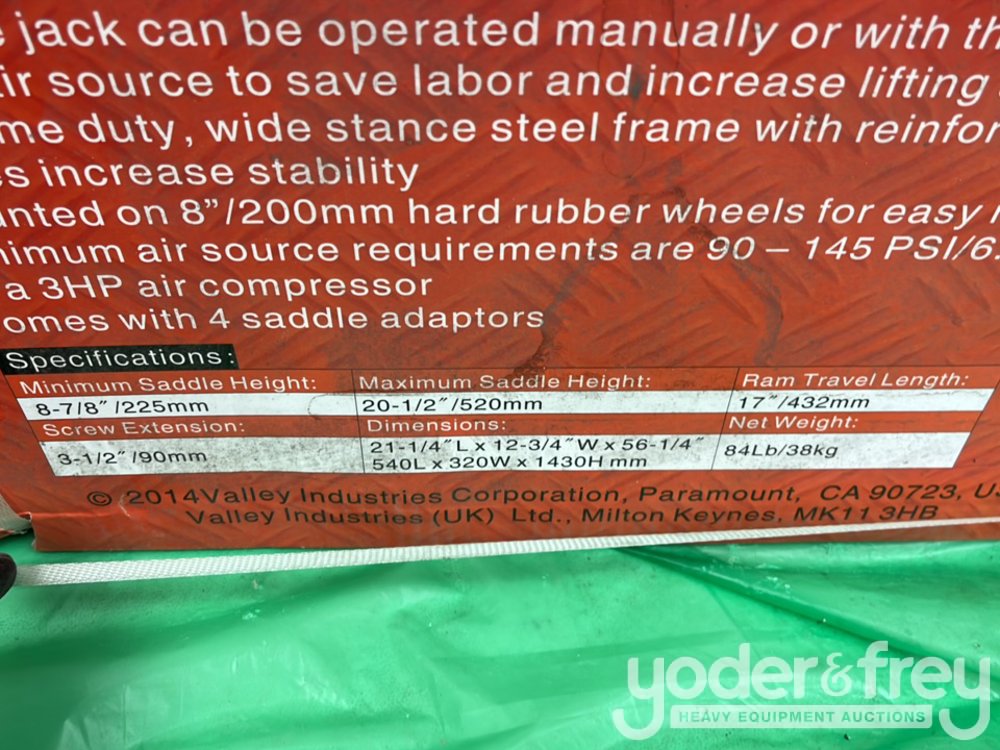 e jack can be operated manually or with th
ir source to save labor and increase lifting
me duty, wide stance steel frame with reinfor
es increase stability
unted on 8”/200mm hard rubber wheels for easy
nimum air source requirements are 90 – 145 PSI/6.
a 3HP air compressor
omes with 4 saddle adaptors
Specifications:
Minimum Saddle Height: Maximum Saddle Height: Ram Travel Length:
8-7/8″/225mm 20-1/2″/520mm 17″/432mm
Screw Extension: Dimensions: Net Weight:
3-1/2″/90mm 21-1/4″L x 12-3/4″W x 56-1/4″ 84Lb/38kg
540L x 320W x 1430H mm
© 2014Valley Industries Corporation, Paramount, CA 90723, U
Valley Industries (UK) Ltd., Milton Keynes, MK11 3HB
yoder&frey
HEAVY EQUIPMENT AUCTIONS